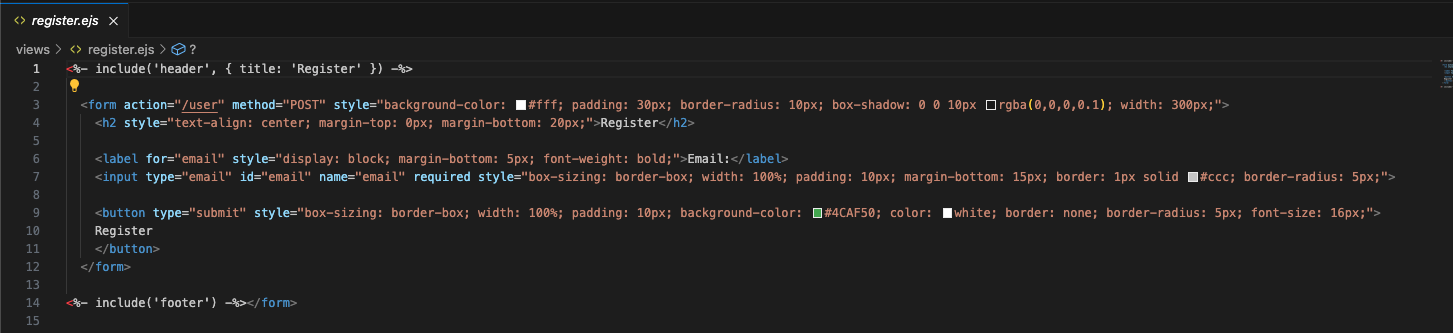 register.ejs
views > register.ejs > ?
1 <%- include('header', { title: 'Register' }) -%>
2
3 <form action="/user" method="POST" style="background-color: #fff; padding: 30px; border-radius: 10px; box-shadow: 0 0 10px rgba(0,0,0,0.1); width: 300px;">
4 <h2 style="text-align: center; margin-top: 0px; margin-bottom: 20px;">Register</h2>
5
6 <label for="email" style="display: block; margin-bottom: 5px; font-weight: bold;">Email:</label>
7 <input type="email" id="email" name="email" required style="box-sizing: border-box; width: 100%; padding: 10px; margin-bottom: 15px; border: 1px solid #ccc; border-radius: 5px;">
8
9 <button type="submit" style="box-sizing: border-box; width: 100%; padding: 10px; background-color: #4CAF50; color: white; border: none; border-radius: 5px; font-size: 16px;">
10 Register
11 </button>
12 </form>
13
14 <%- include('footer') -%></form>
15